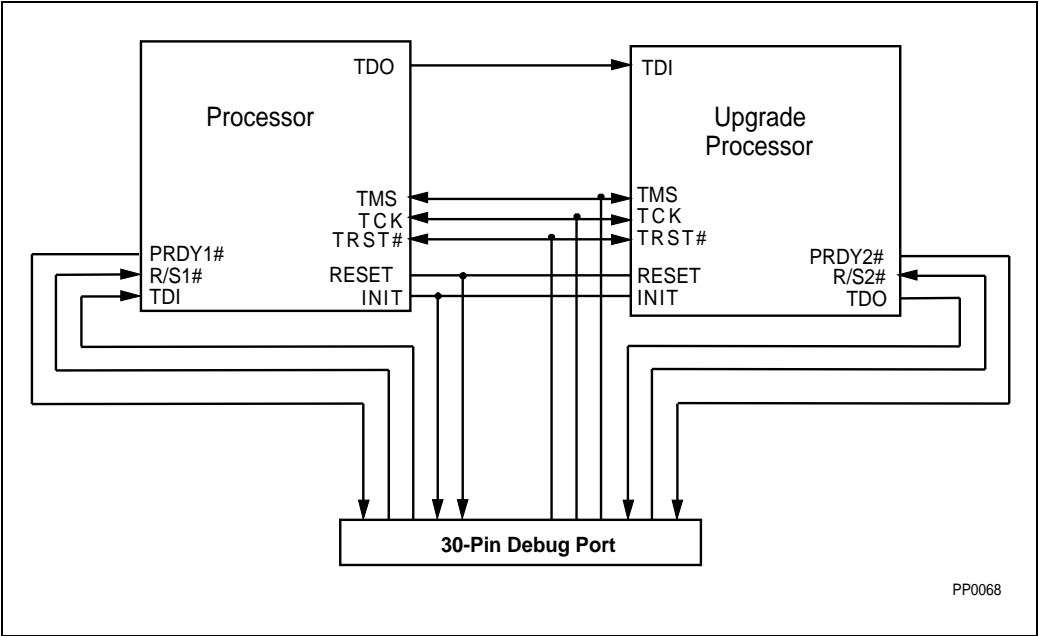 TDO
TDI
Processor
Upgrade
Processor
TMS
TCK
TRST#
TMS
TCK
TRST#
PRDY1#
R/S1#
TDI
RESET
INIT
RESET
INIT
PRDY2#
R/S2#
TDO
30-Pin Debug Port
PP0068